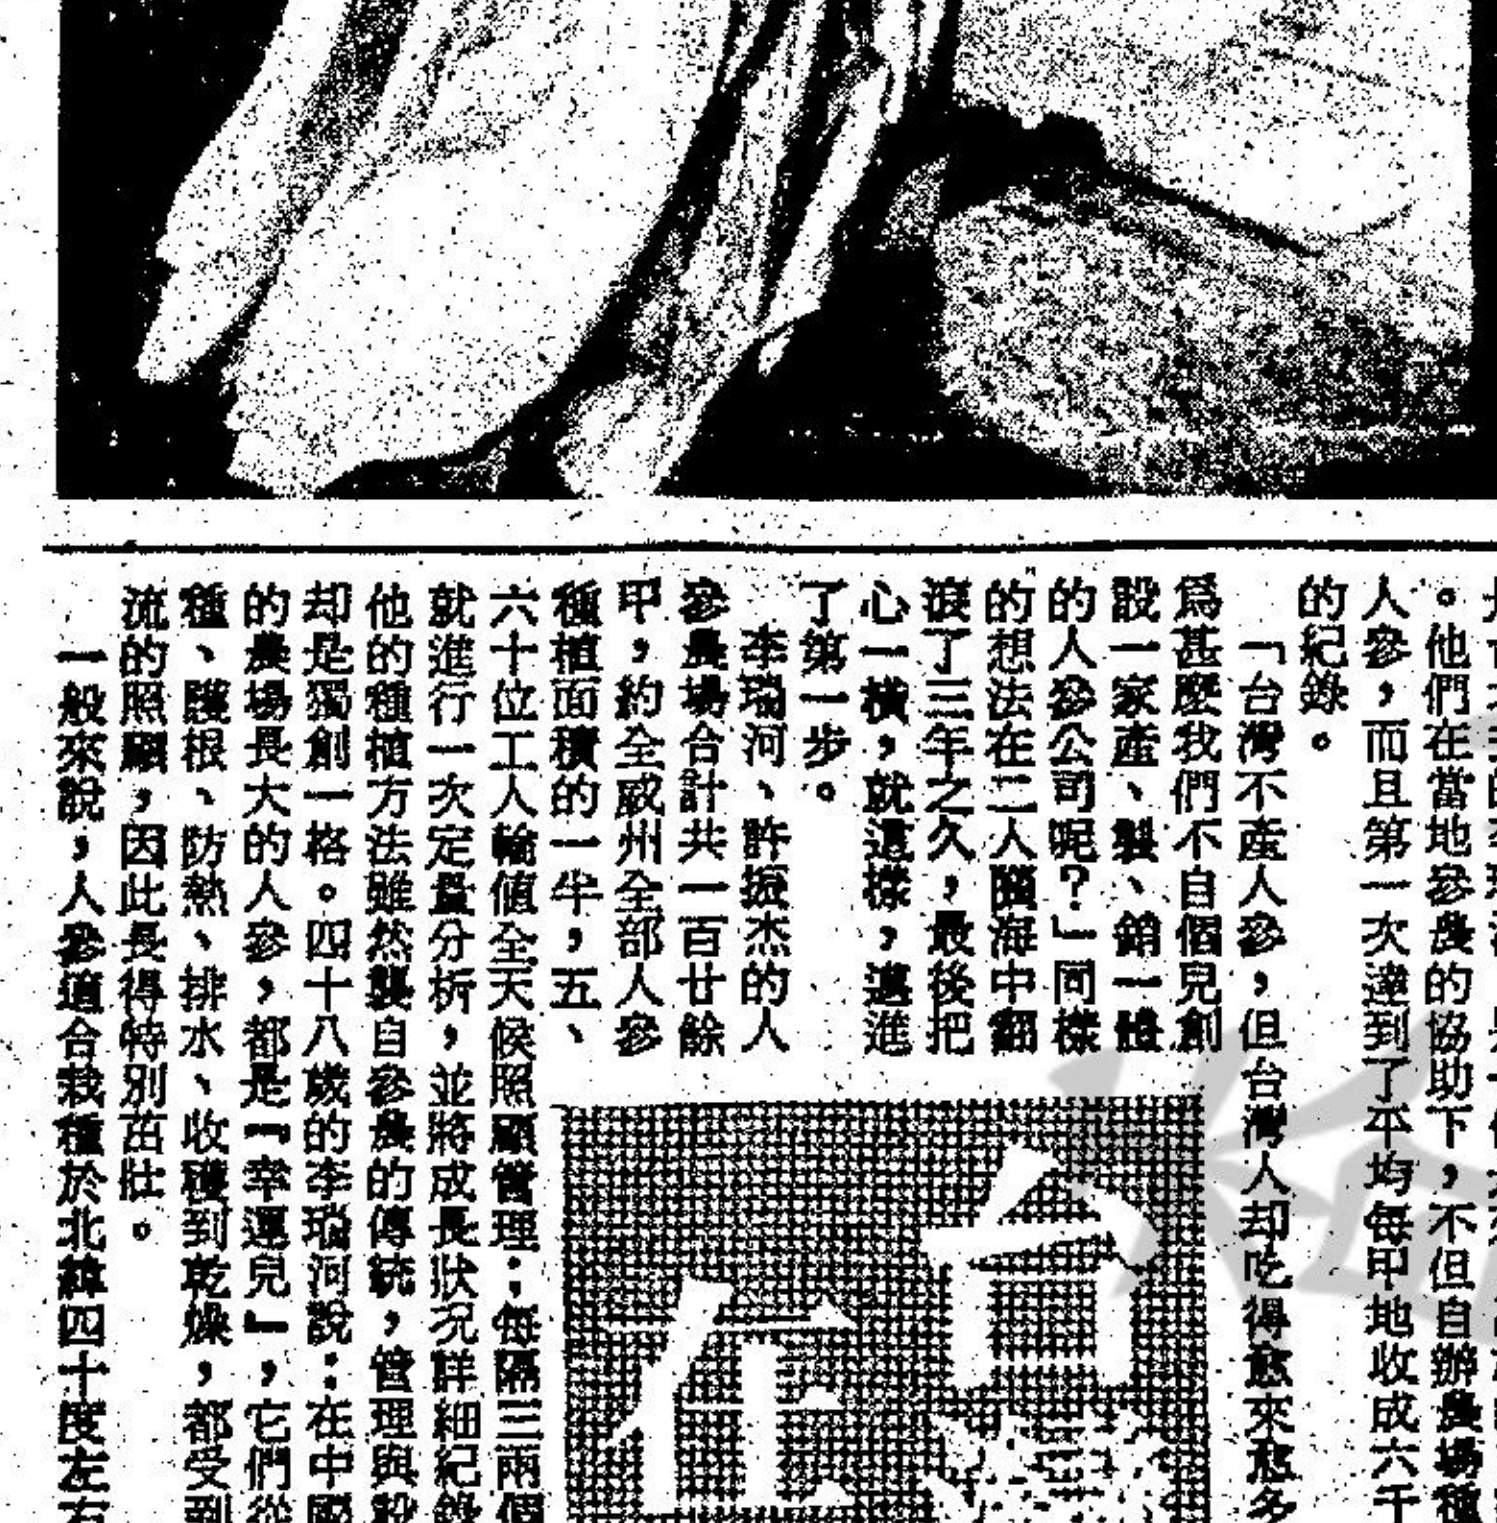 。他們在當地參農的協助下，不但自辦農場種
人參，而且第一次達到了平均每甲地收成六千
的紀錄。
「台灣不產人參，但台灣人却吃得愈來愈多
爲甚麼我們不自個兒創
設一家產、製、銷一體
的人參公司呢？」同樣
的想法在二人腦海中翻
滾了三年之久，最後把
心一橫，就這樣，邁進
了第一步。
李瑞河、許振杰的人
參農場合計共一百廿餘
甲，約全威州全部人參
種植面積的一半，五、
六十位工人輪值全天候照顧管理；每隔三兩個
就進行一次定量分析，並將成長狀況詳細紀錄
他的種植方法雖然襲自參農的傳統，管理與設
却是獨創一格。四十八歲的李瑞河說：在中國
的農場長大的人參，都是「幸運兒」，它們從
種、護根、防熱、排水、收穫到乾燥，都受到
流的照顧，因此長得特別茁壯。
一般來說，人參適合栽種於北緯四十度左右
台
在